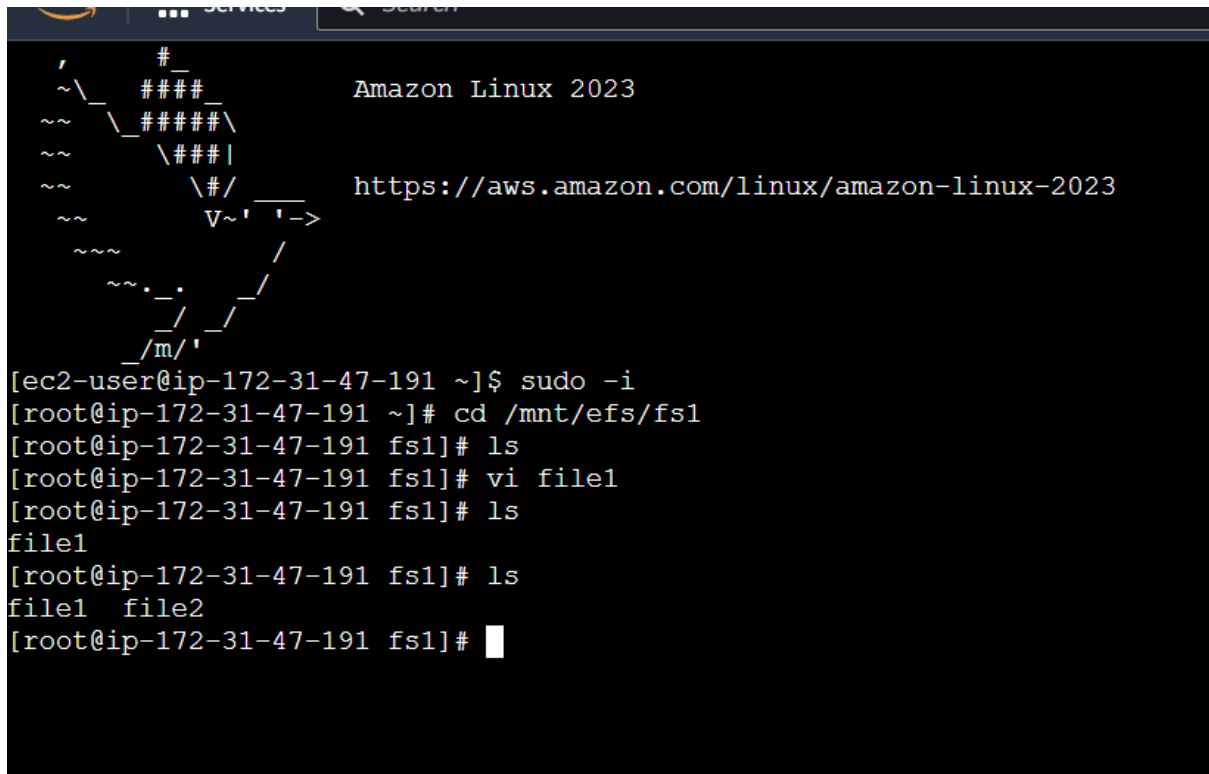 Services Search
   ,     #_
   ~\_  ####_        Amazon Linux 2023
  ~~  \_#####\
  ~~     \###|
  ~~       \#/ ___   https://aws.amazon.com/linux/amazon-linux-2023
   ~~       V~' '->
    ~~~         /
      ~~._.   _/
         _/ _/
       _/m/'
[ec2-user@ip-172-31-47-191 ~]$ sudo -i
[root@ip-172-31-47-191 ~]# cd /mnt/efs/fs1
[root@ip-172-31-47-191 fs1]# ls
[root@ip-172-31-47-191 fs1]# vi file1
[root@ip-172-31-47-191 fs1]# ls
file1
[root@ip-172-31-47-191 fs1]# ls
file1  file2
[root@ip-172-31-47-191 fs1]#